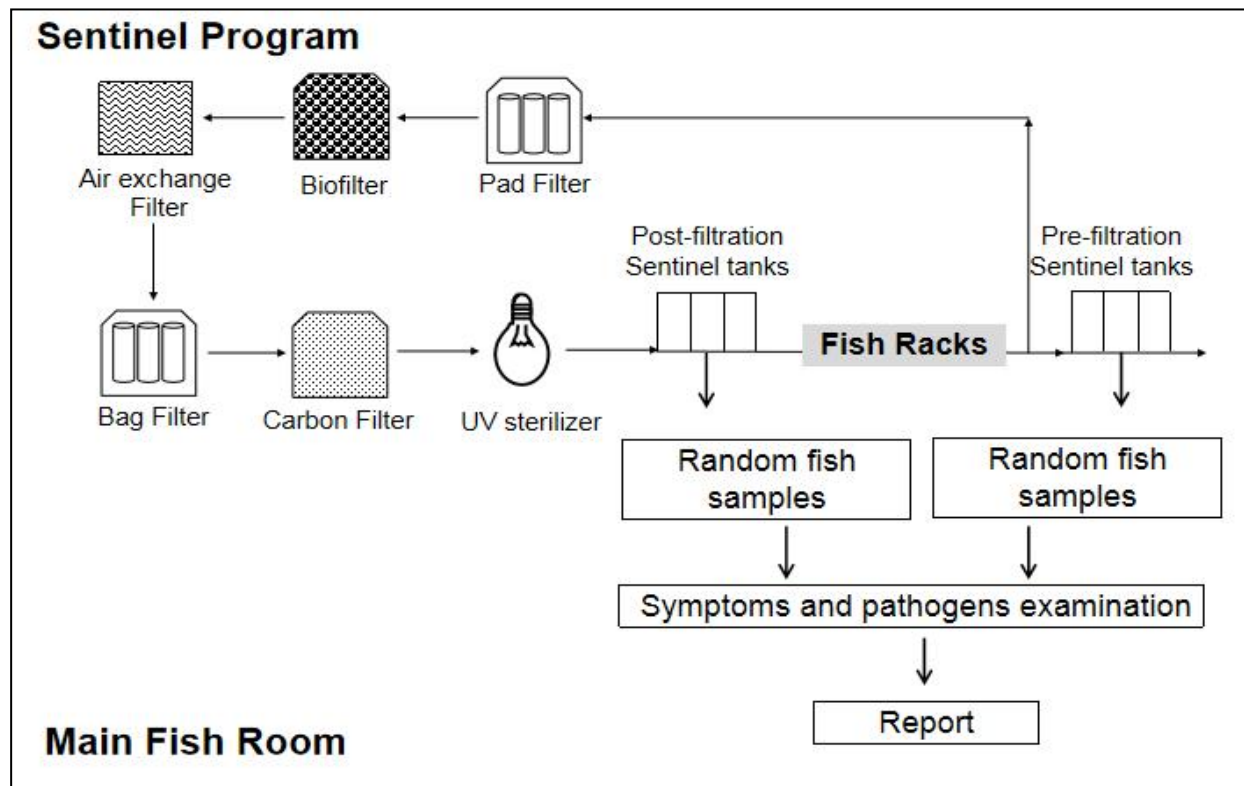 Sentinel Program
Air exchange
Filter
Biofilter
Pad Filter
Post-filtration
Sentinel tanks
Pre-filtration
Sentinel tanks
Bag Filter
Carbon Filter
UV sterilizer
Fish Racks
Random fish
samples
Random fish
samples
Symptoms and pathogens examination
Report
Main Fish Room